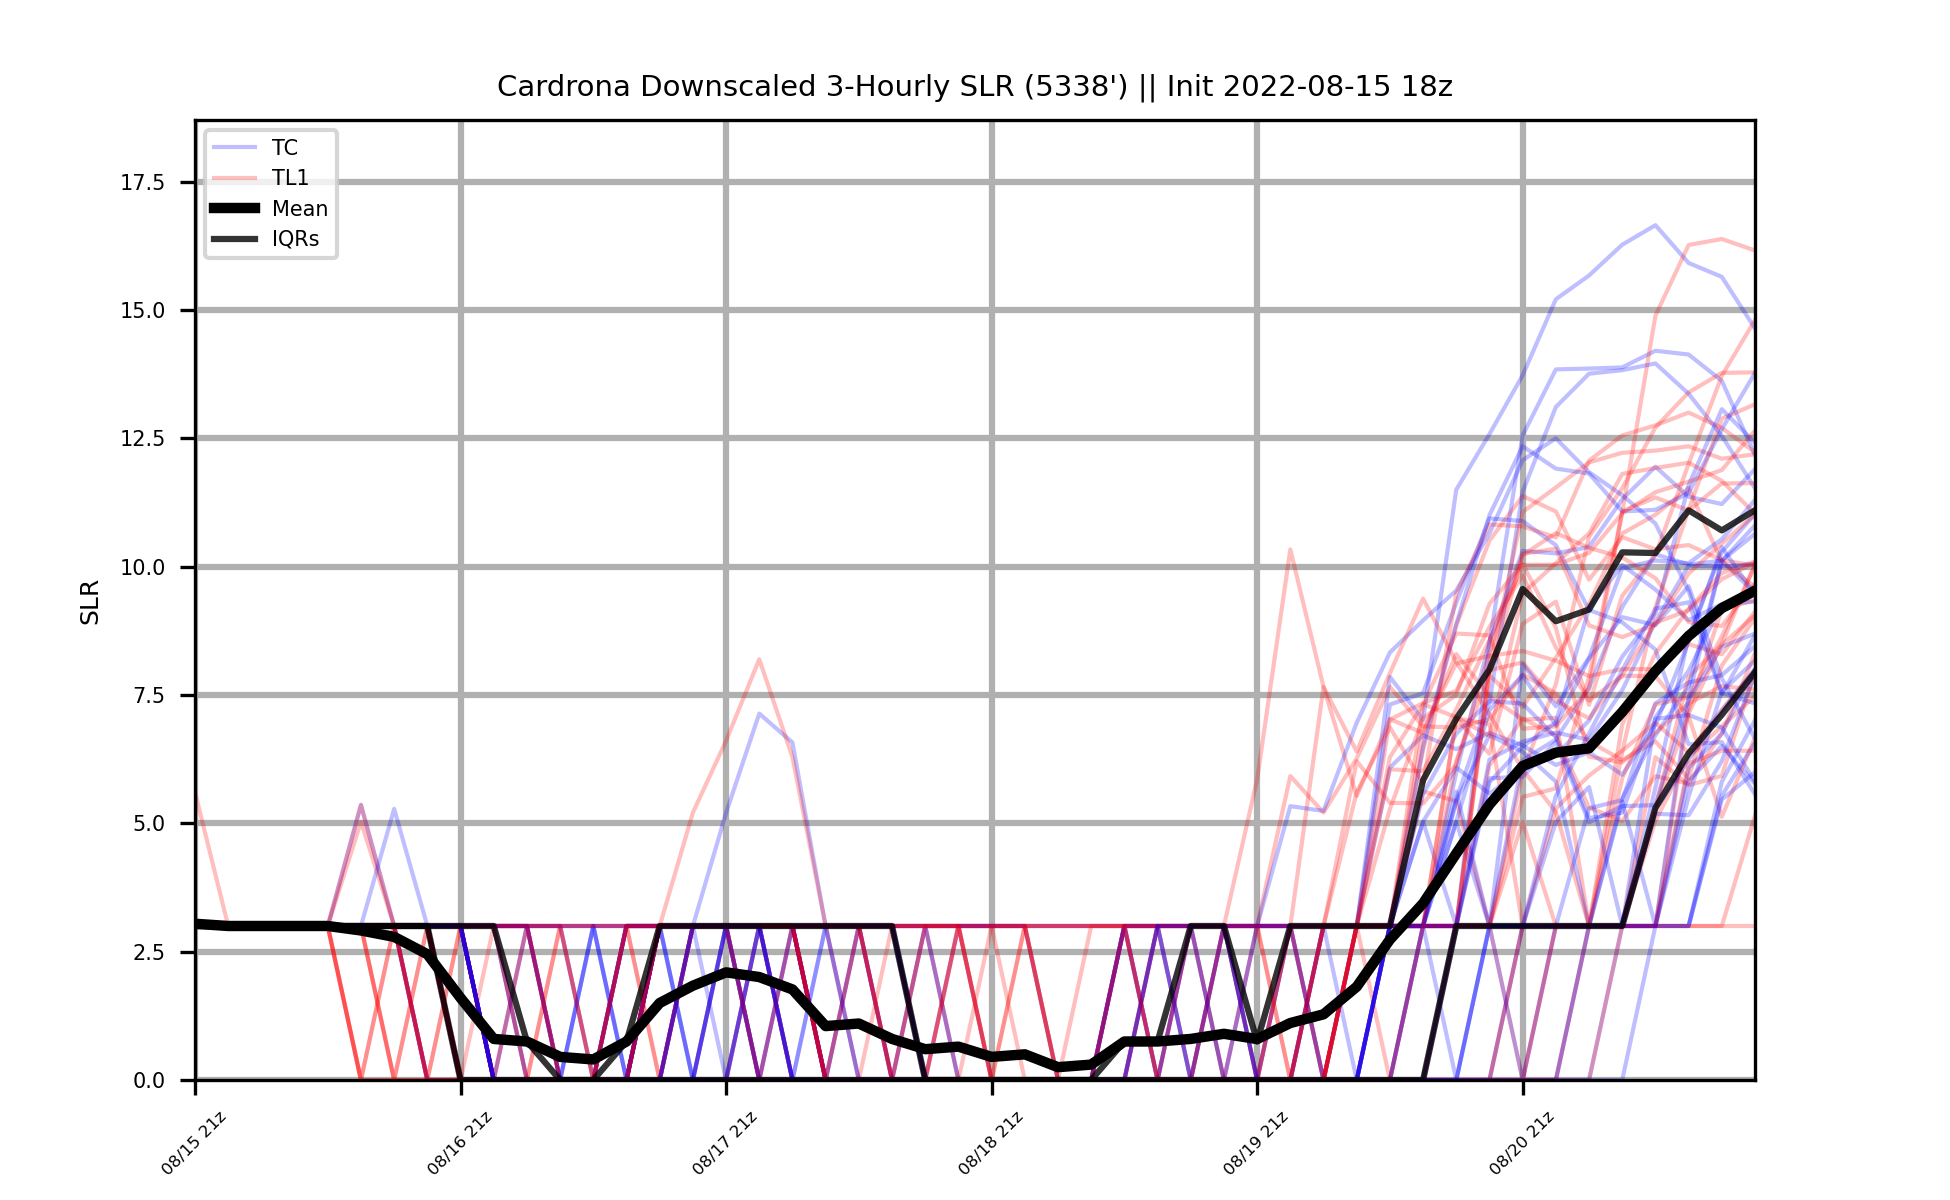 Cardrona Downscaled 3-Hourly SLR (5338') || Init 2022-08-15 18z
TC
TL1
Mean
IQRs
SLR
17.5
15.0
12.5
10.0
7.5
5.0
2.5
0.0
08/15 21z
08/16 21z
08/17 21z
08/18 21z
08/19 21z
08/20 21z